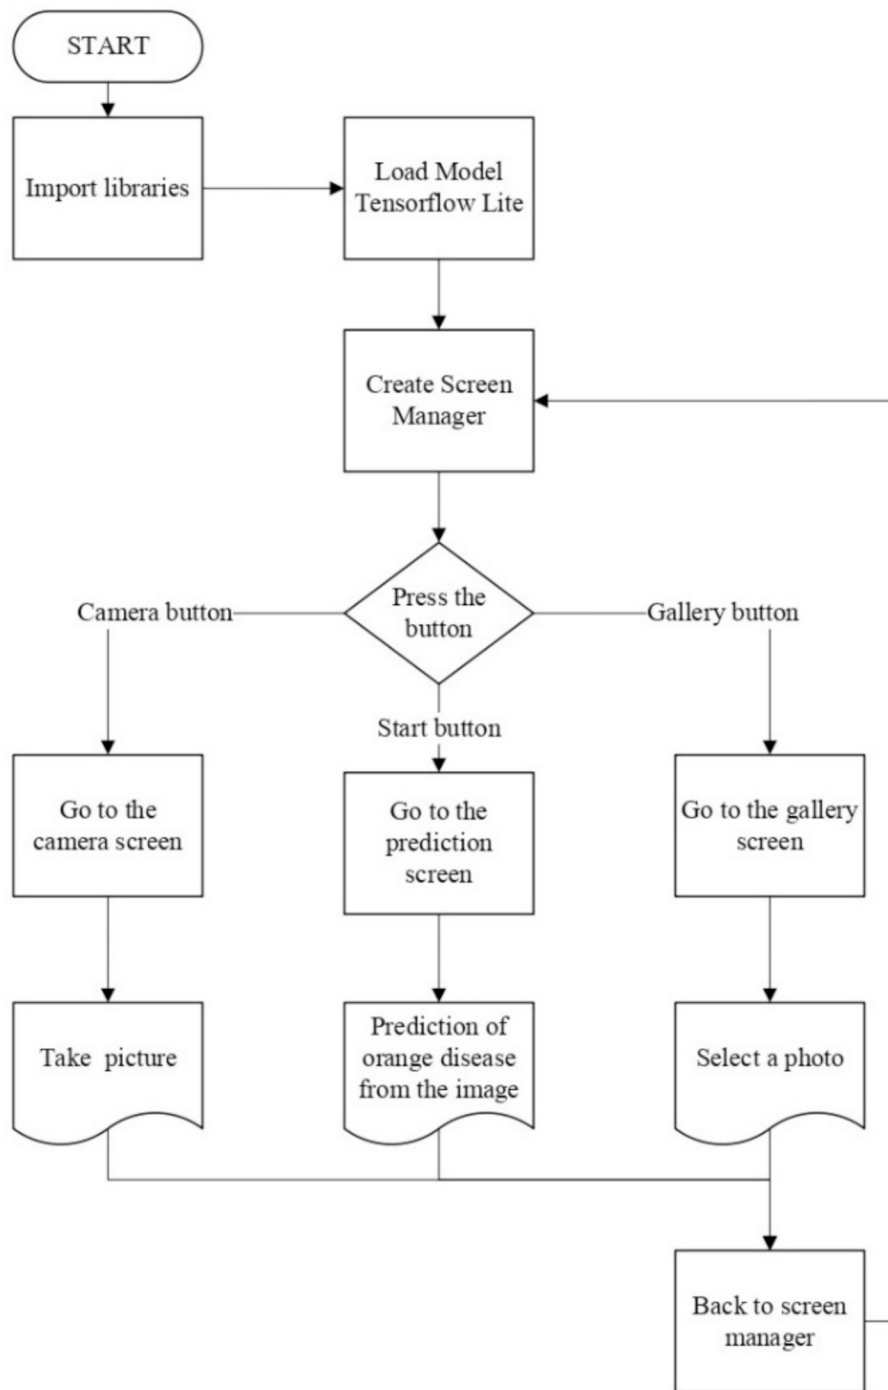 START
Import libraries
Load Model
Tensorflow Lite
Create Screen
Manager
Press the
button
Camera button
Gallery button
Start button
Go to the
camera screen
Go to the
prediction
screen
Go to the gallery
screen
Take picture
Prediction of
orange disease
from the image
Select a photo
Back to screen
manager